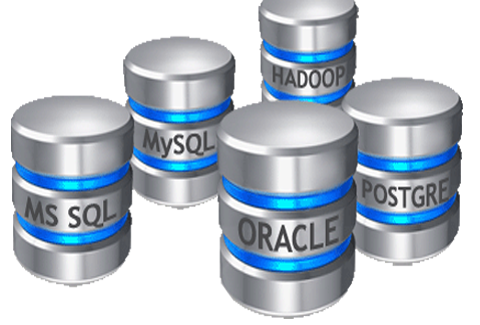 HADOOP
MySQL
POSTGRE
MS SQL
ORACLE